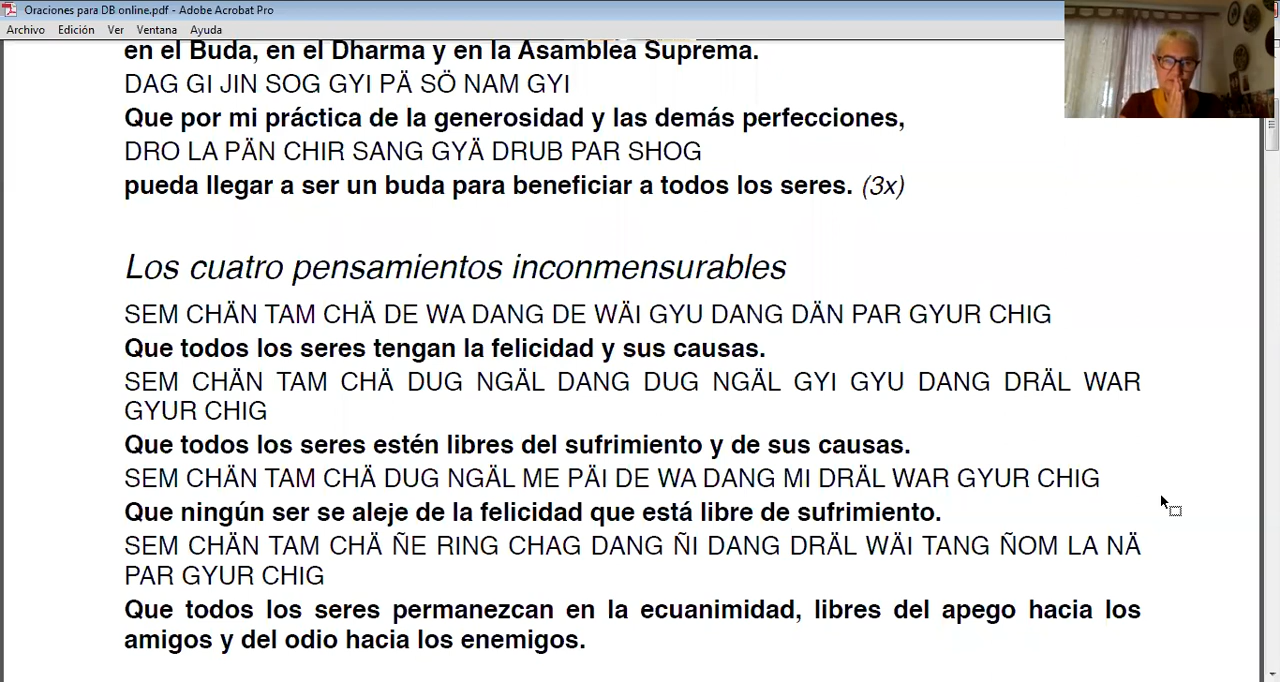 Oraciones para DB online.pdf - Adobe Acrobat Pro
Archivo Edición Ver Ventana Ayuda
en el Buda, en el Dharma y en la Asamblea Suprema.
DAG GI JIN SOG GYI PÄ SÖ NAM GYI
Que por mi práctica de la generosidad y las demás perfecciones,
DRO LA PÄN CHIR SANG GYÄ DRUB PAR SHOG
pueda llegar a ser un buda para beneficiar a todos los seres. (3x)
Los cuatro pensamientos inconmensurables
SEM CHÄN TAM CHÄ DE WA DANG DE WÄI GYU DANG DÄN PAR GYUR CHIG
Que todos los seres tengan la felicidad y sus causas.
SEM CHÄN TAM CHÄ DUG NGÄL DANG DUG NGÄL GYI GYU DANG DRÄL WAR
GYUR CHIG
Que todos los seres estén libres del sufrimiento y de sus causas.
SEM CHÄN TAM CHÄ DUG NGÄL ME PÄI DE WA DANG MI DRÄL WAR GYUR CHIG
Que ningún ser se aleje de la felicidad que está libre de sufrimiento.
SEM CHÄN TAM CHÄ ÑE RING CHAG DANG ÑI DANG DRÄL WÄI TANG ÑOM LA NÄ
PAR GYUR CHIG
Que todos los seres permanezcan en la ecuanimidad, libres del apego hacia los
amigos y del odio hacia los enemigos.